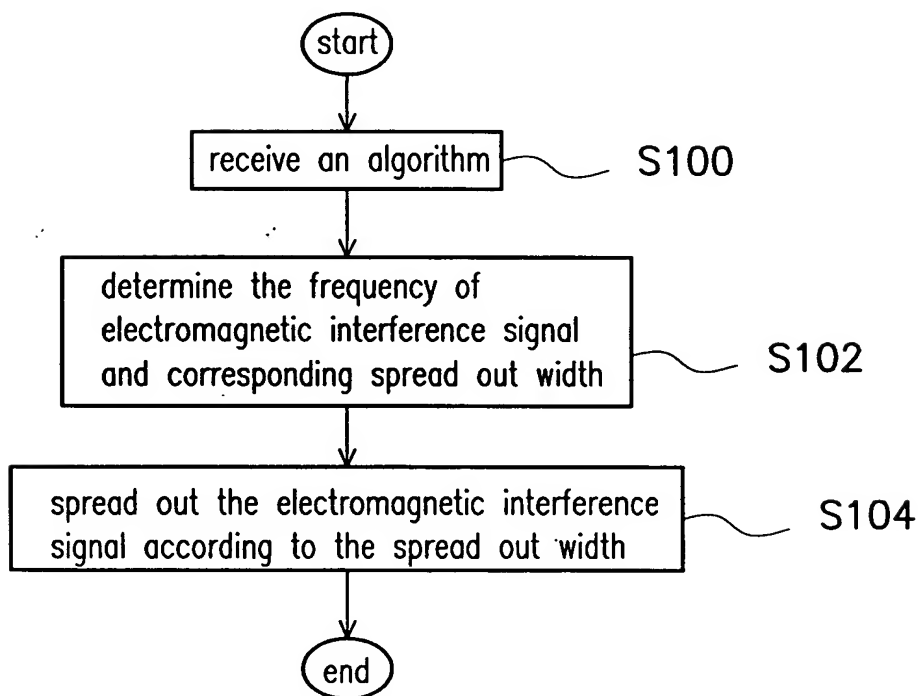 start
receive an algorithm
S100
determine the frequency of
electromagnetic interference signal
and corresponding spread out width
S102
spread out the electromagnetic interference
signal according to the spread out width
S104
end